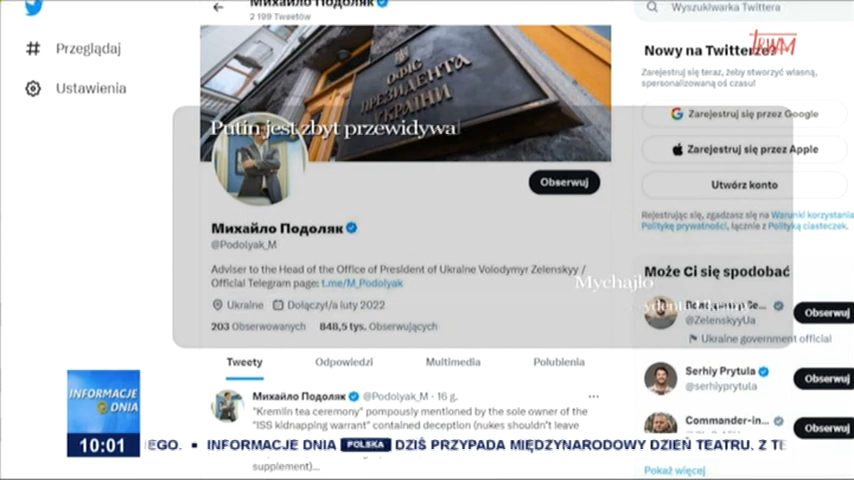 Михайло Подоляк
2 199 Tweetów
Wyszukiwarka Twittera
Przeglądaj
Ustawienia
ОФІС
ПРЕЗИДЕНТА
УКРАЇНИ
Putin jest zbyt przewidywa
Obserwuj
Михайло Подоляк
@Podolyak_M
Adviser to the Head of the Office of President of Ukraine Volodymyr Zelenskyy /
Official Telegram page: t.me/M_Podolyak
Mychajło
Ukraine Dołączył/a luty 2022
203 Obserwowanych 848,5 tys. Obserwujących
Tweety Odpowiedzi Multimedia Polubienia
Михайло Подоляк @Podolyak_M · 16 g.
"Kremlin tea ceremony" pompously mentioned by the sole owner of the
"ISS kidnapping warrant" contained deception (nukes shouldn't leave
supplement)...
Nowy na Twitterze?
TRWAM
Zarejestruj się teraz, żeby stworzyć własną,
spersonalizowaną oś czasu!
Zarejestruj się przez Google
Zarejestruj się przez Apple
Utwórz konto
Rejestrując się, zgadzasz się na Warunki korzystania
Politykę prywatności, łącznie z Polityką ciasteczek.
Może Ci się spodobać
Obserwuj
@ZelenskyyUa
Ukraine government official
Serhiy Prytula
@serhiyprytula
Obserwuj
Commander-in...
Obserwuj
Pokaż więcej
INFORMACJE
DNIA
10:01
EGO. ▪ INFORMACJE DNIA POLSKA DZIŚ PRZYPADA MIĘDZYNARODOWY DZIEŃ TEATRU. Z TE